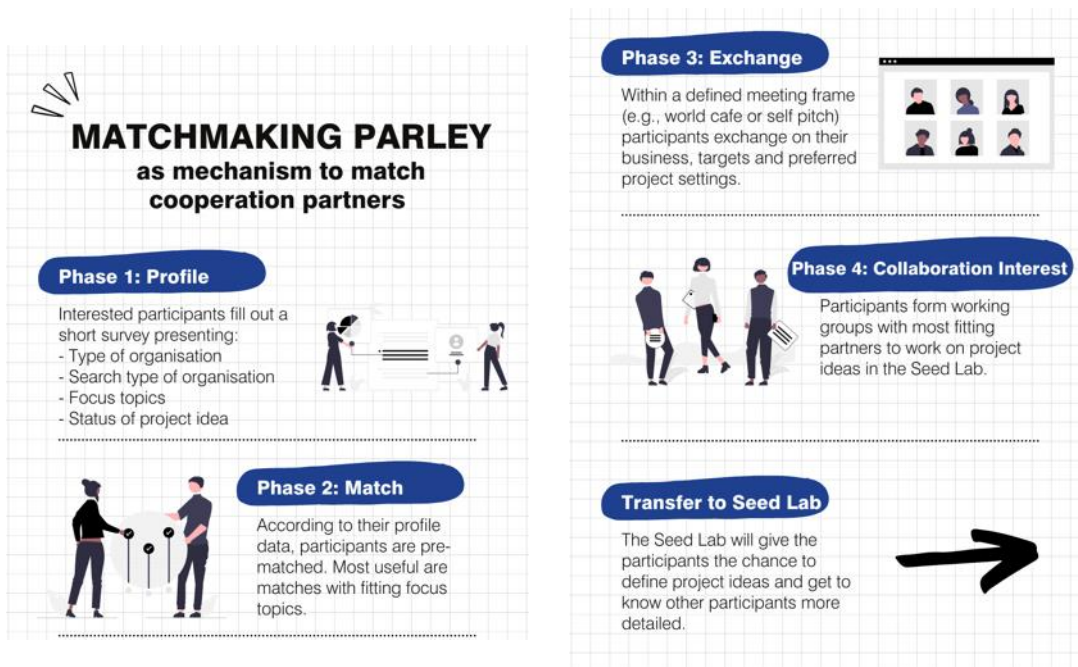 MATCHMAKING PARLEY
as mechanism to match
cooperation partners
Phase 1: Profile
Interested participants fill out a
short survey presenting:
- Type of organisation
- Search type of organisation
- Focus topics
- Status of project idea
Phase 2: Match
According to their profile
data, participants are pre-
matched. Most useful are
matches with fitting focus
topics.
Phase 3: Exchange
Within a defined meeting frame
(e.g., world cafe or self pitch)
participants exchange on their
business, targets and preferred
project settings.
Phase 4: Collaboration Interest
Participants form working
groups with most fitting
partners to work on project
ideas in the Seed Lab.
Transfer to Seed Lab
The Seed Lab will give the
participants the chance to
define project ideas and get to
know other participants more
detailed.